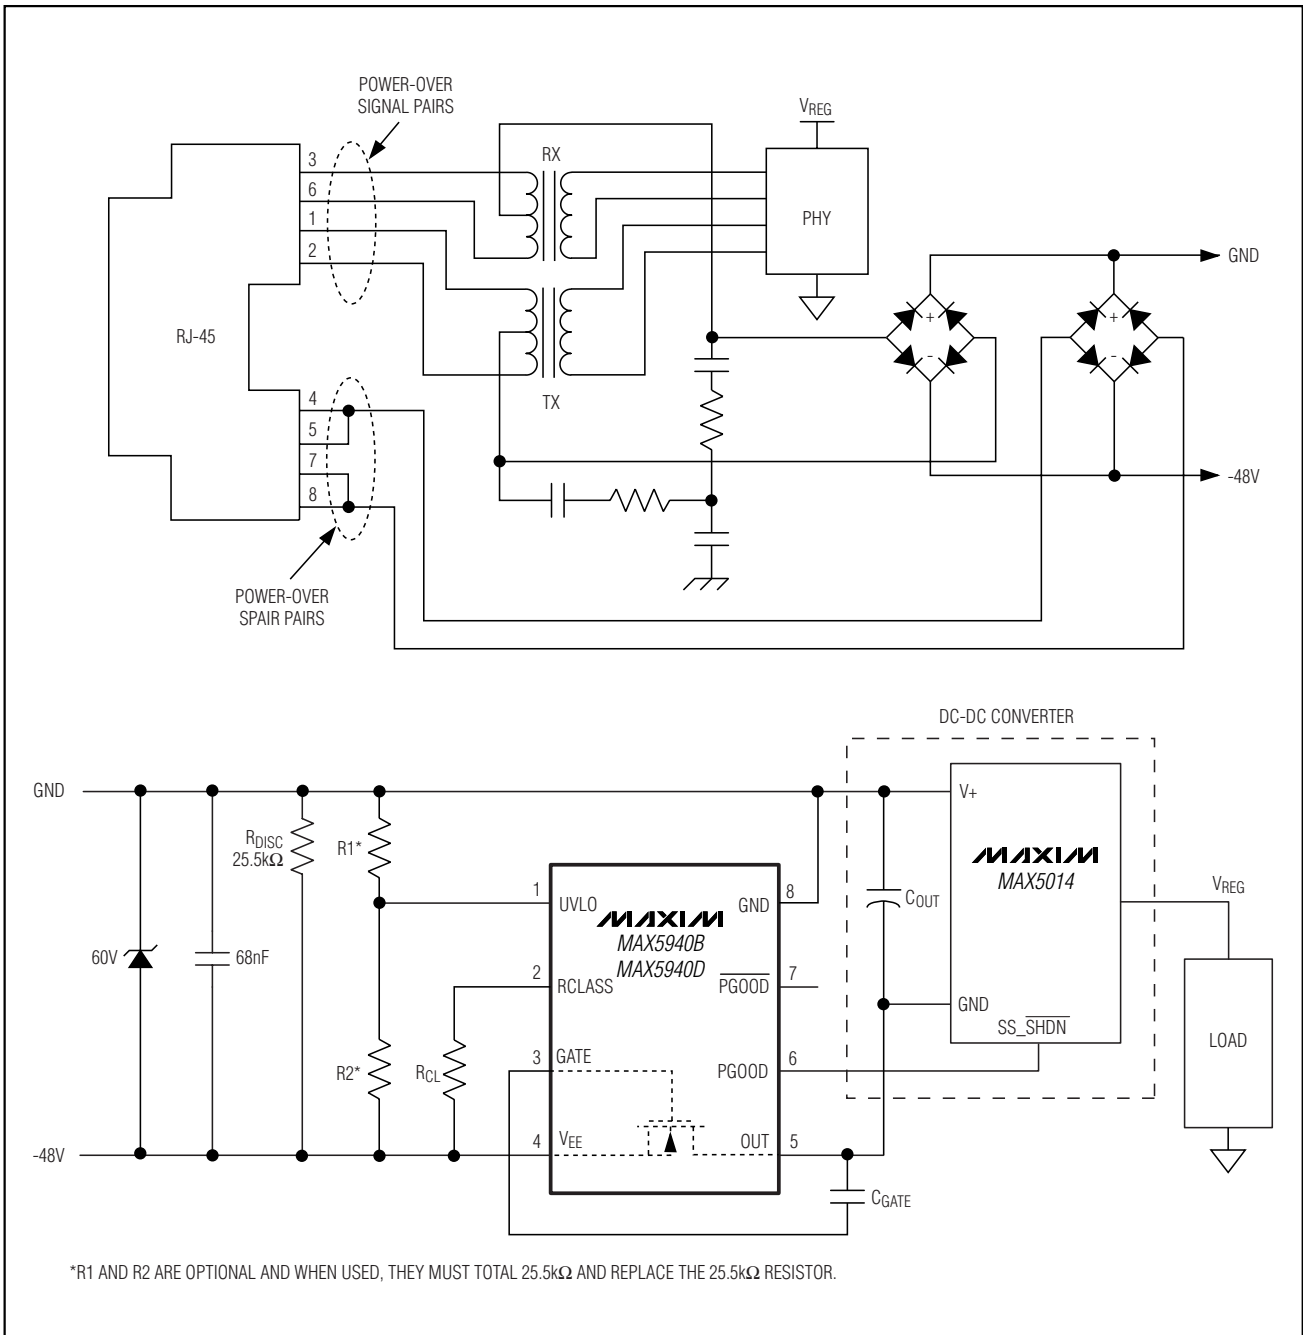 POWER-OVER
SIGNAL PAIRS
VREG
RX
3
6
1
2
PHY
GND
RJ-45
+
-
+
-
4
5
7
8
TX
-48V
POWER-OVER
SPAIR PAIRS
DC-DC CONVERTER
GND
V+
RDISC
25.5kΩ
R1*
MAXIM
MAX5014
VREG
1
UVLO
MAXIM
MAX5940B
MAX5940D
GND
8
COUT
60V
68nF
2
RCLASS
PGOOD
7
GND
SS_SHDN
LOAD
R2*
RCL
3
GATE
PGOOD
6
-48V
4
VEE
OUT
5
CGATE
*R1 AND R2 ARE OPTIONAL AND WHEN USED, THEY MUST TOTAL 25.5kΩ AND REPLACE THE 25.5kΩ RESISTOR.